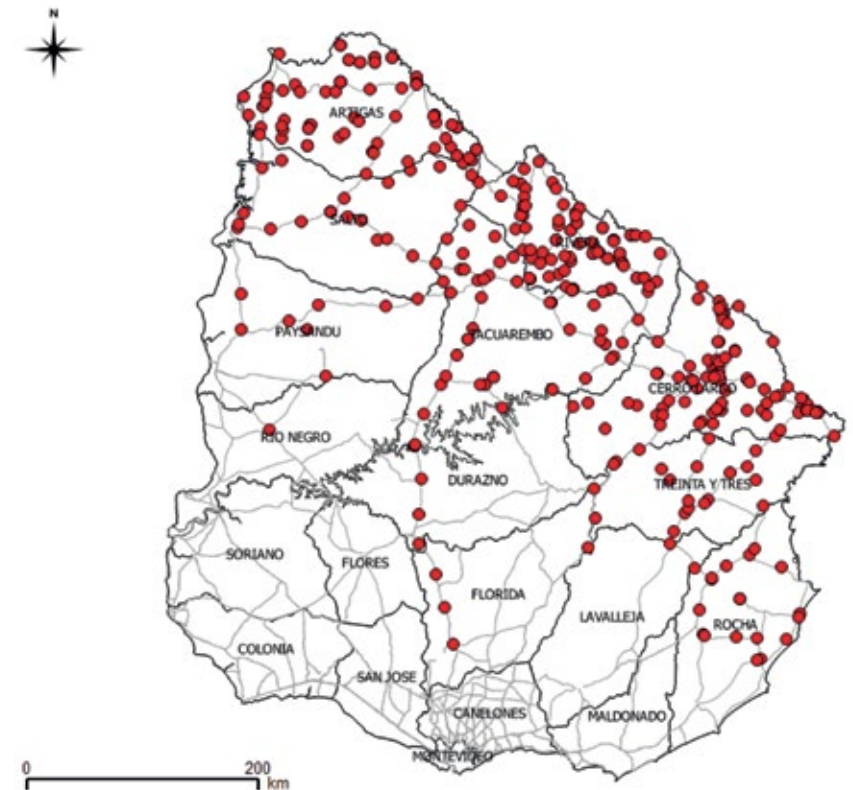 N
ARTIGAS
SALTO
RIVERA
PAYSANDU
TACUAREMBO
CERRO LARGO
RIO NEGRO
DURAZNO
TREINTA Y TRES
SORIANO
FLORES
FLORIDA
LAVALLEJA
ROCHA
COLONIA
SAN JOSE
CANELONES
MALDONADO
MONTEVIDEO
0 200
km